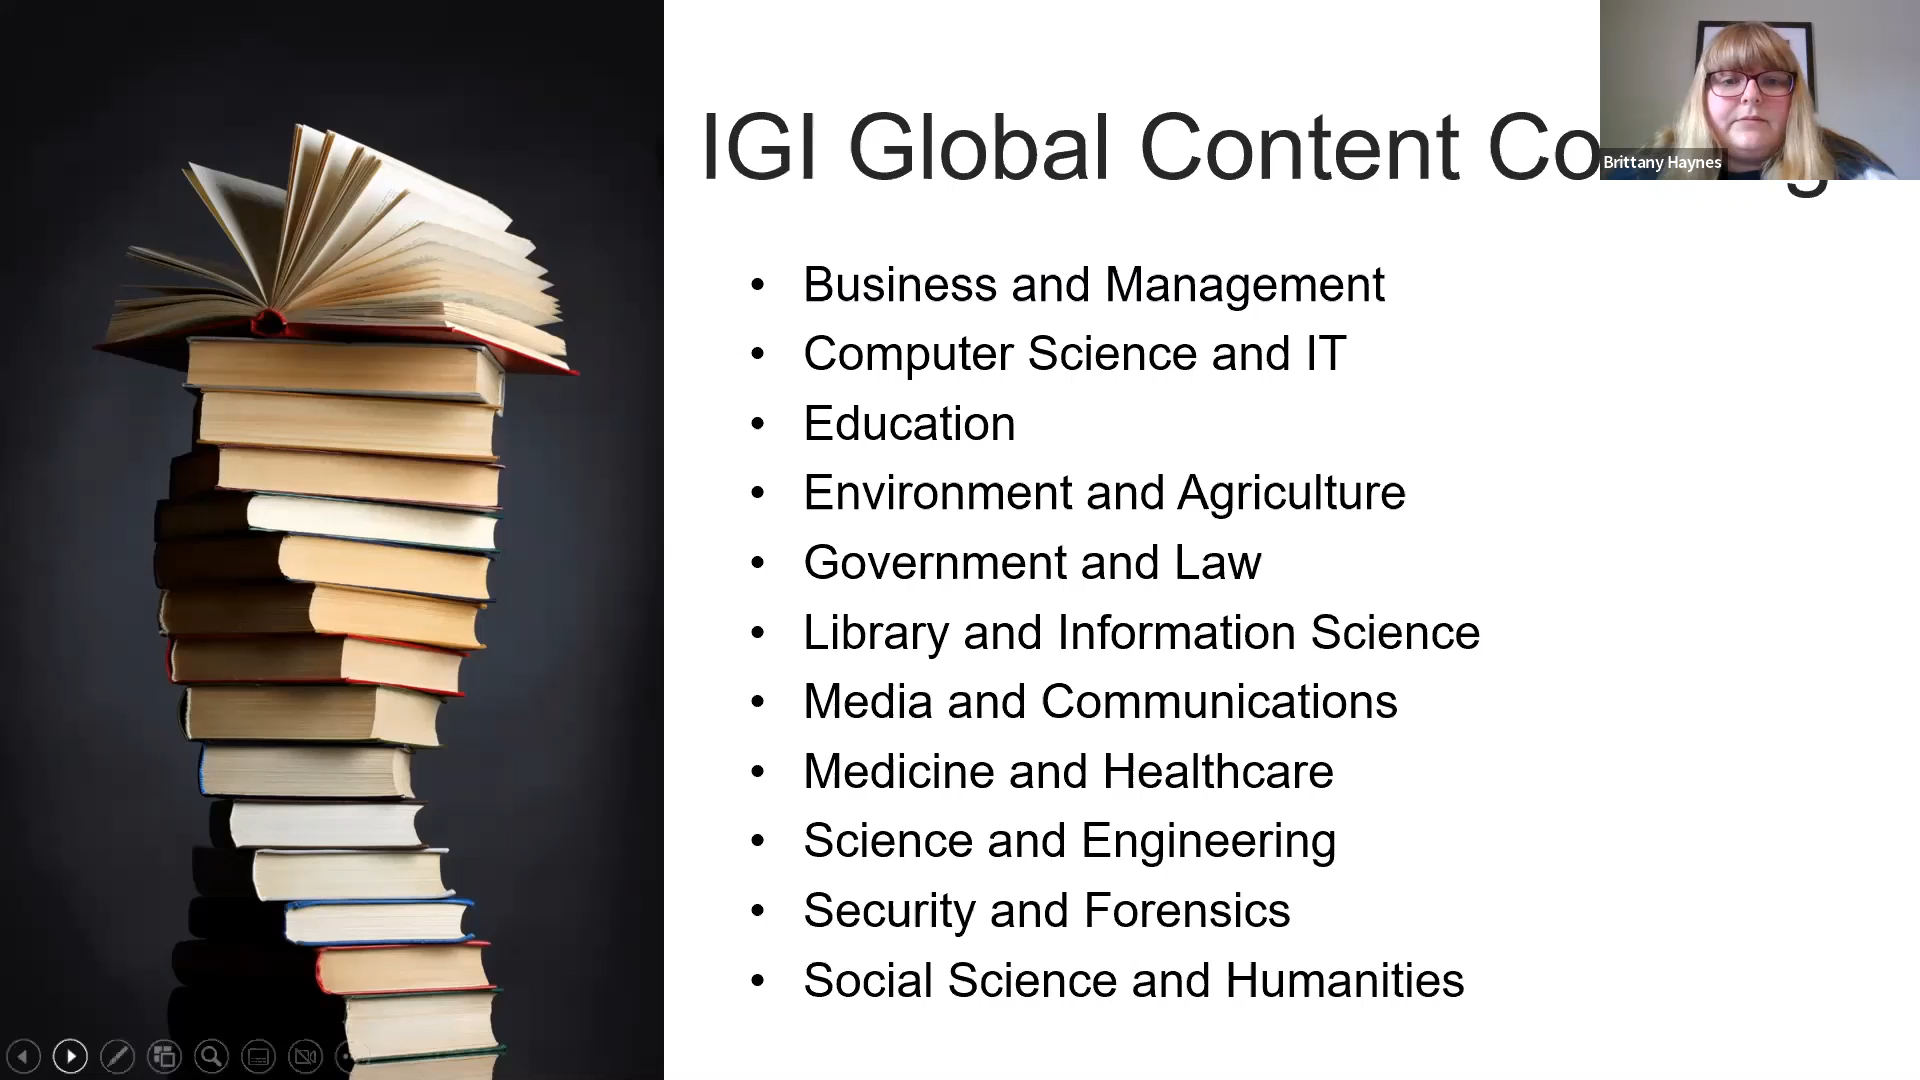 IGI Global Content
Brittany Haynes
• Business and Management
• Computer Science and IT
• Education
• Environment and Agriculture
• Government and Law
• Library and Information Science
• Media and Communications
• Medicine and Healthcare
• Science and Engineering
• Security and Forensics
• Social Science and Humanities